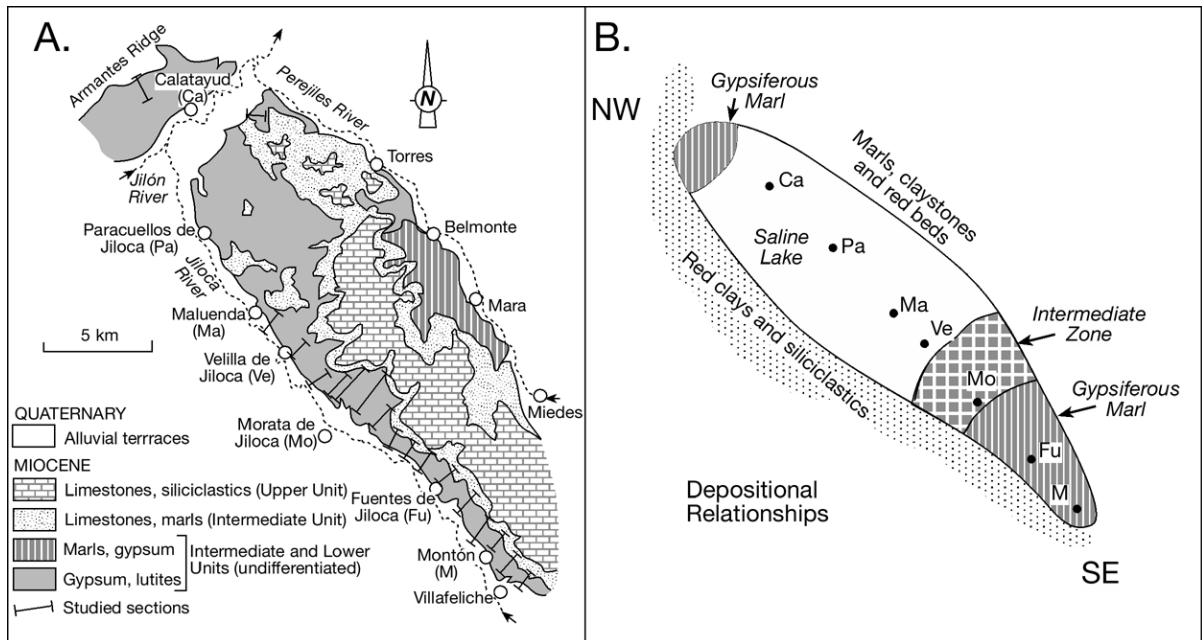 A.
Armantes Ridge
Calatayud
(Ca)
Perejiles River
N
Jilón
River
Torres
Paracuellos de
Jiloca (Pa)
Belmonte
Jiloca
River
Mara
Maluenda
(Ma)
5 km
Velilla de
Jiloca (Ve)
Miedes
Morata de
Jiloca (Mo)
Fuentes de
Jiloca (Fu)
Montón
(M)
Villafeliche
QUATERNARY
Alluvial terrraces
MIOCENE
Limestones, siliciclastics (Upper Unit)
Limestones, marls (Intermediate Unit)
Marls, gypsum
Gypsum, lutites
Intermediate and Lower
Units (undifferentiated)
Studied sections
B.
NW
Gypsiferous
Marl
Marls, claystones
and red beds
Ca
Saline
Lake
Pa
Red clays and siliciclastics
Ma
Ve
Intermediate
Zone
Mo
Gypsiferous
Marl
Fu
M
Depositional
Relationships
SE